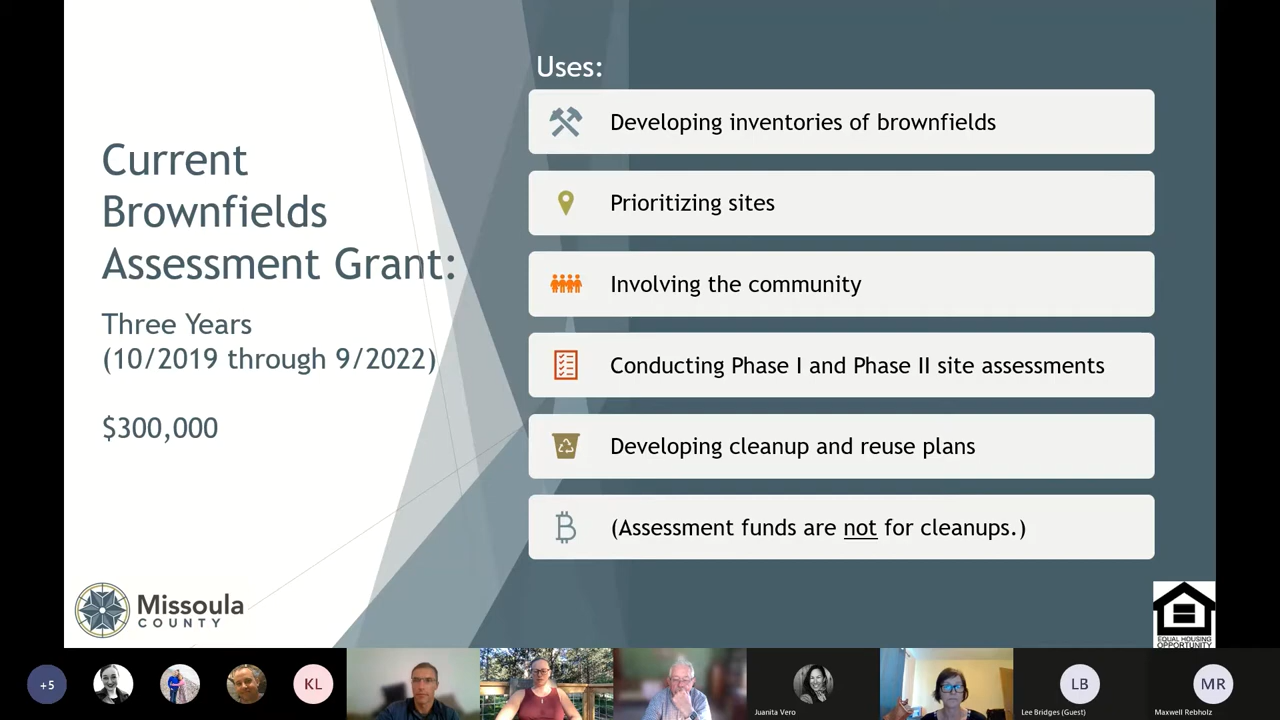 Current
Brownfields
Assessment Grant:
Three Years
(10/2019 through 9/2022)
$300,000
Uses:
Developing inventories of brownfields
Prioritizing sites
Involving the community
Conducting Phase I and Phase II site assessments
Developing cleanup and reuse plans
(Assessment funds are not for cleanups.)
Missoula
COUNTY
EQUAL HOUSING
OPPORTUNITY
+5
KL
Juanita Vero
LB
Lee Bridges (Guest)
MR
Maxwell Rebholz